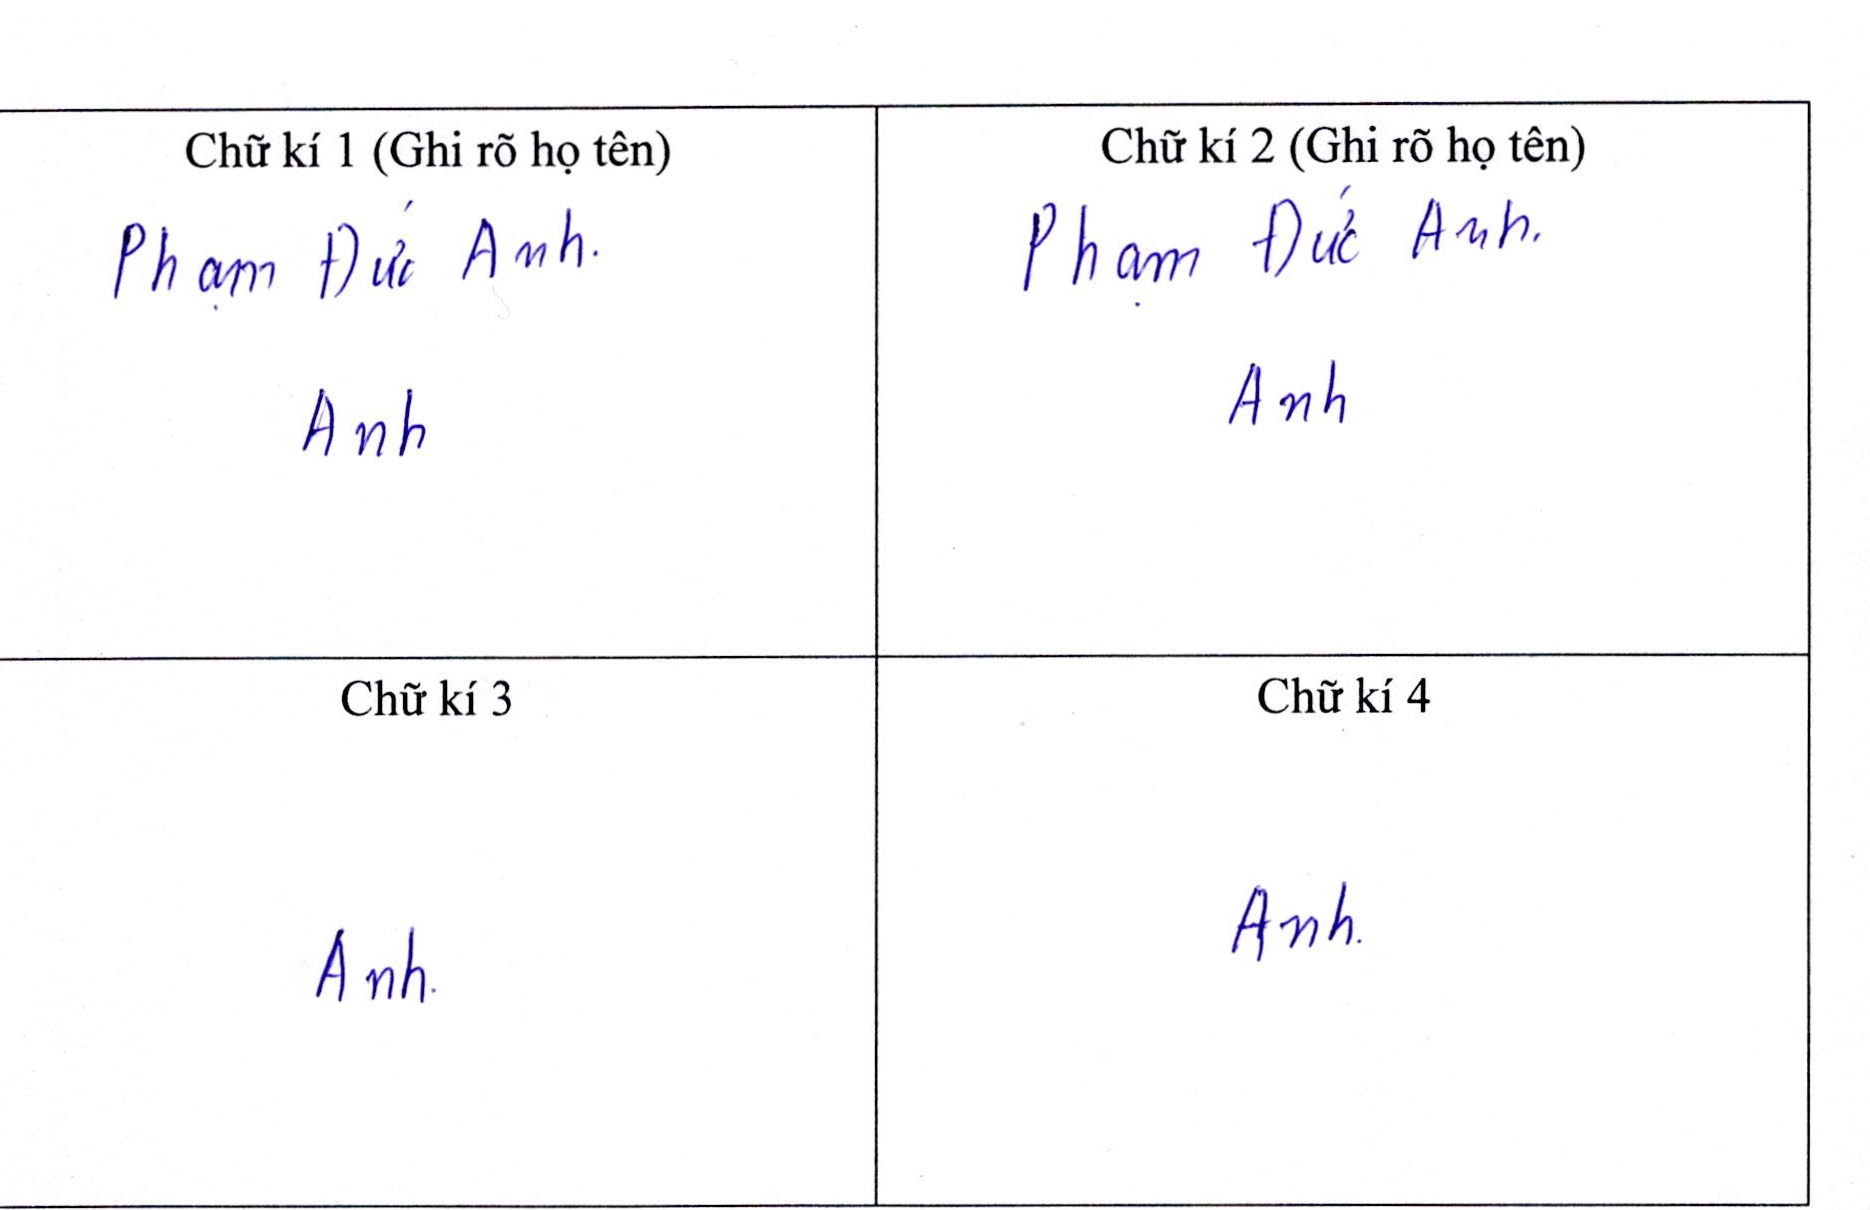 Chữ kí 1 (Ghi rõ họ tên)
Phạm Đức Anh.
Anh
Chữ kí 2 (Ghi rõ họ tên)
Phạm Đức Anh.
Anh
Chữ kí 3
Anh.
Chữ kí 4
Anh.